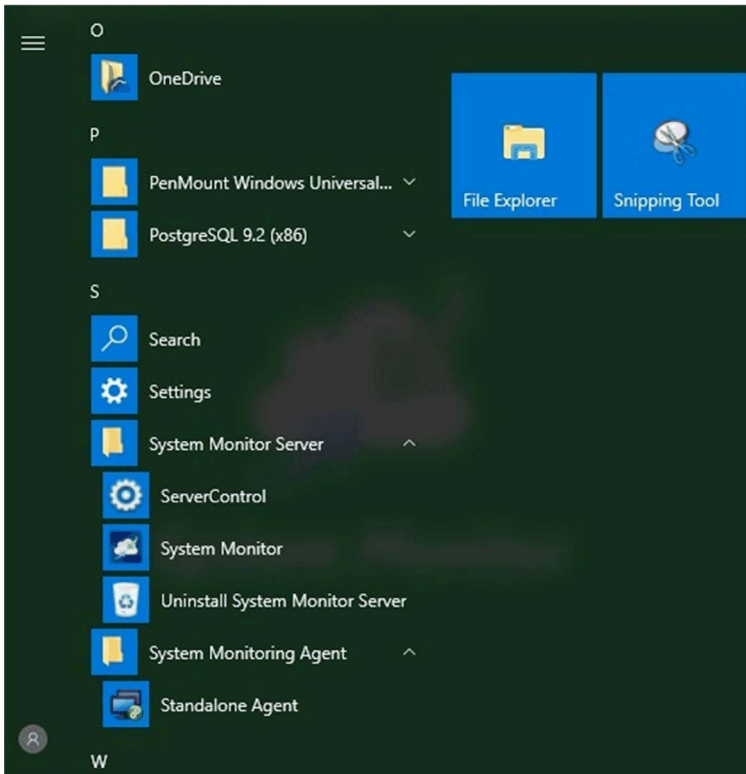 O
OneDrive
P
PenMount Windows Universal...
PostgreSQL 9.2 (x86)
S
Search
Settings
System Monitor Server
ServerControl
System Monitor
Uninstall System Monitor Server
System Monitoring Agent
Standalone Agent
W
File Explorer
Snipping Tool